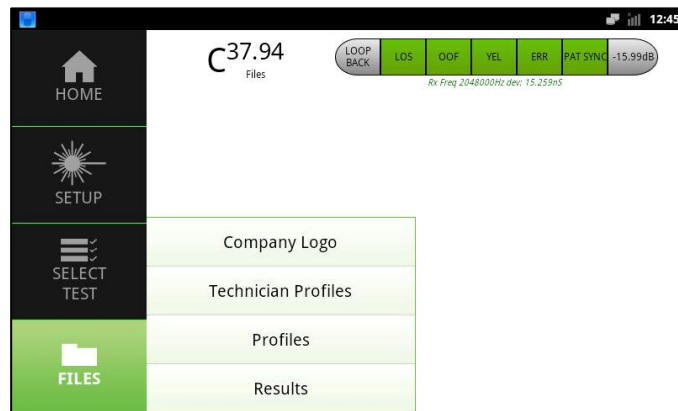 12:45
HOME
C37.94
Files
LOOP
BACK
LOS
OOF
YEL
ERR
PAT SYNC
-15.99dB
Rx Freq 2048000Hz dev: 15.259nS
SETUP
SELECT
TEST
FILES
Company Logo
Technician Profiles
Profiles
Results